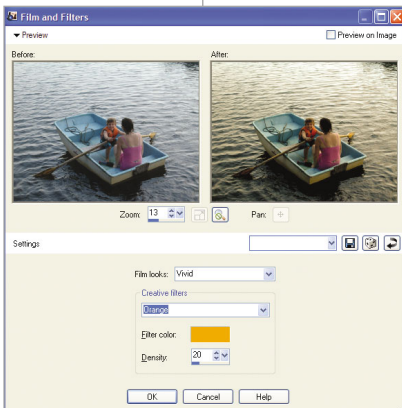 Film and Filters
Preview
Preview on Image
Before:
After:
Zoom: 13
Pan:
Settings
Film looks: Vivid
Creative filters
Orange
Filter color:
Density: 20
OK Cancel Help